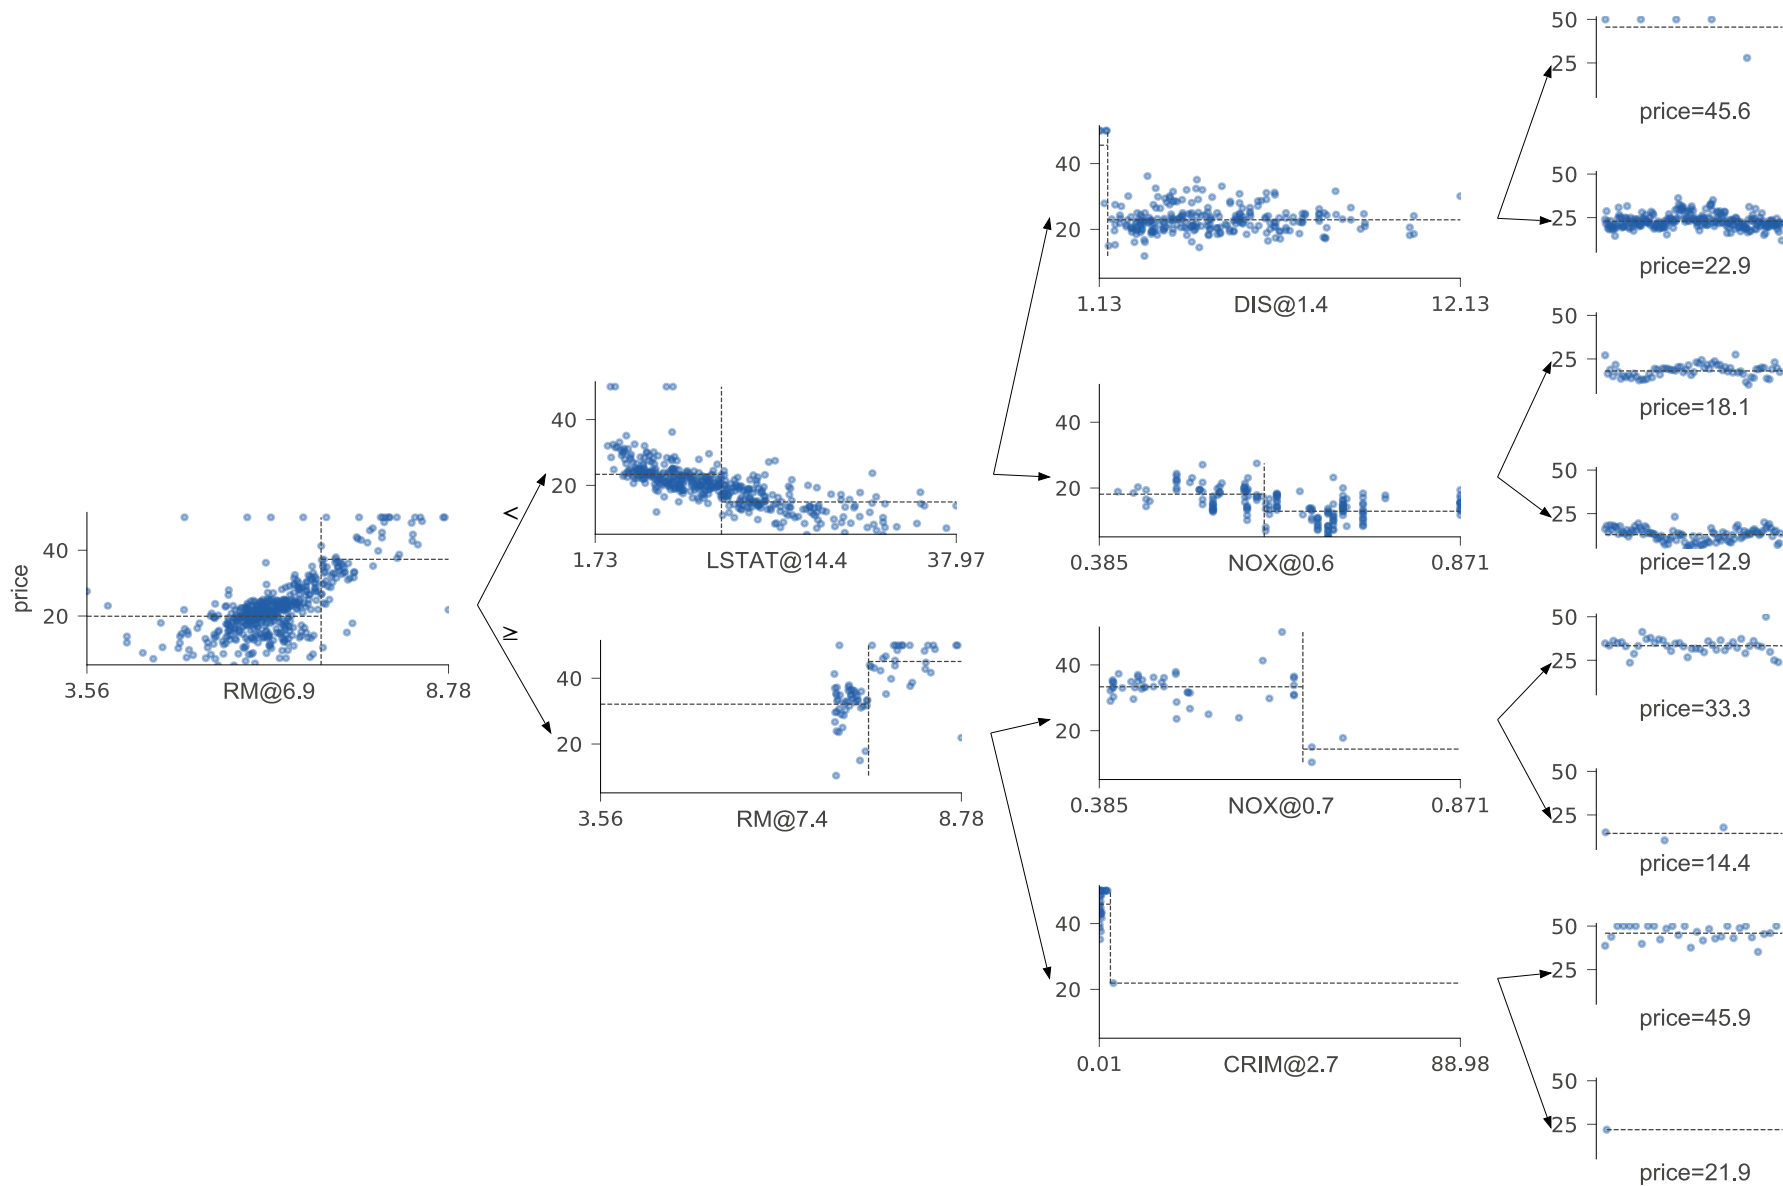 50
25
price=45.6
40
20
1.13
DIS@1.4
12.13
50
25
price=22.9
50
25
price=18.1
40
20
1.73
LSTAT@14.4
37.97
<
40
20
0.385
NOX@0.6
0.871
50
25
price=12.9
price
40
20
3.56
RM@6.9
8.78
≥
40
20
3.56
RM@7.4
8.78
40
20
0.385
NOX@0.7
0.871
50
25
price=33.3
50
25
price=14.4
40
20
0.01
CRIM@2.7
88.98
50
25
price=45.9
50
25
price=21.9